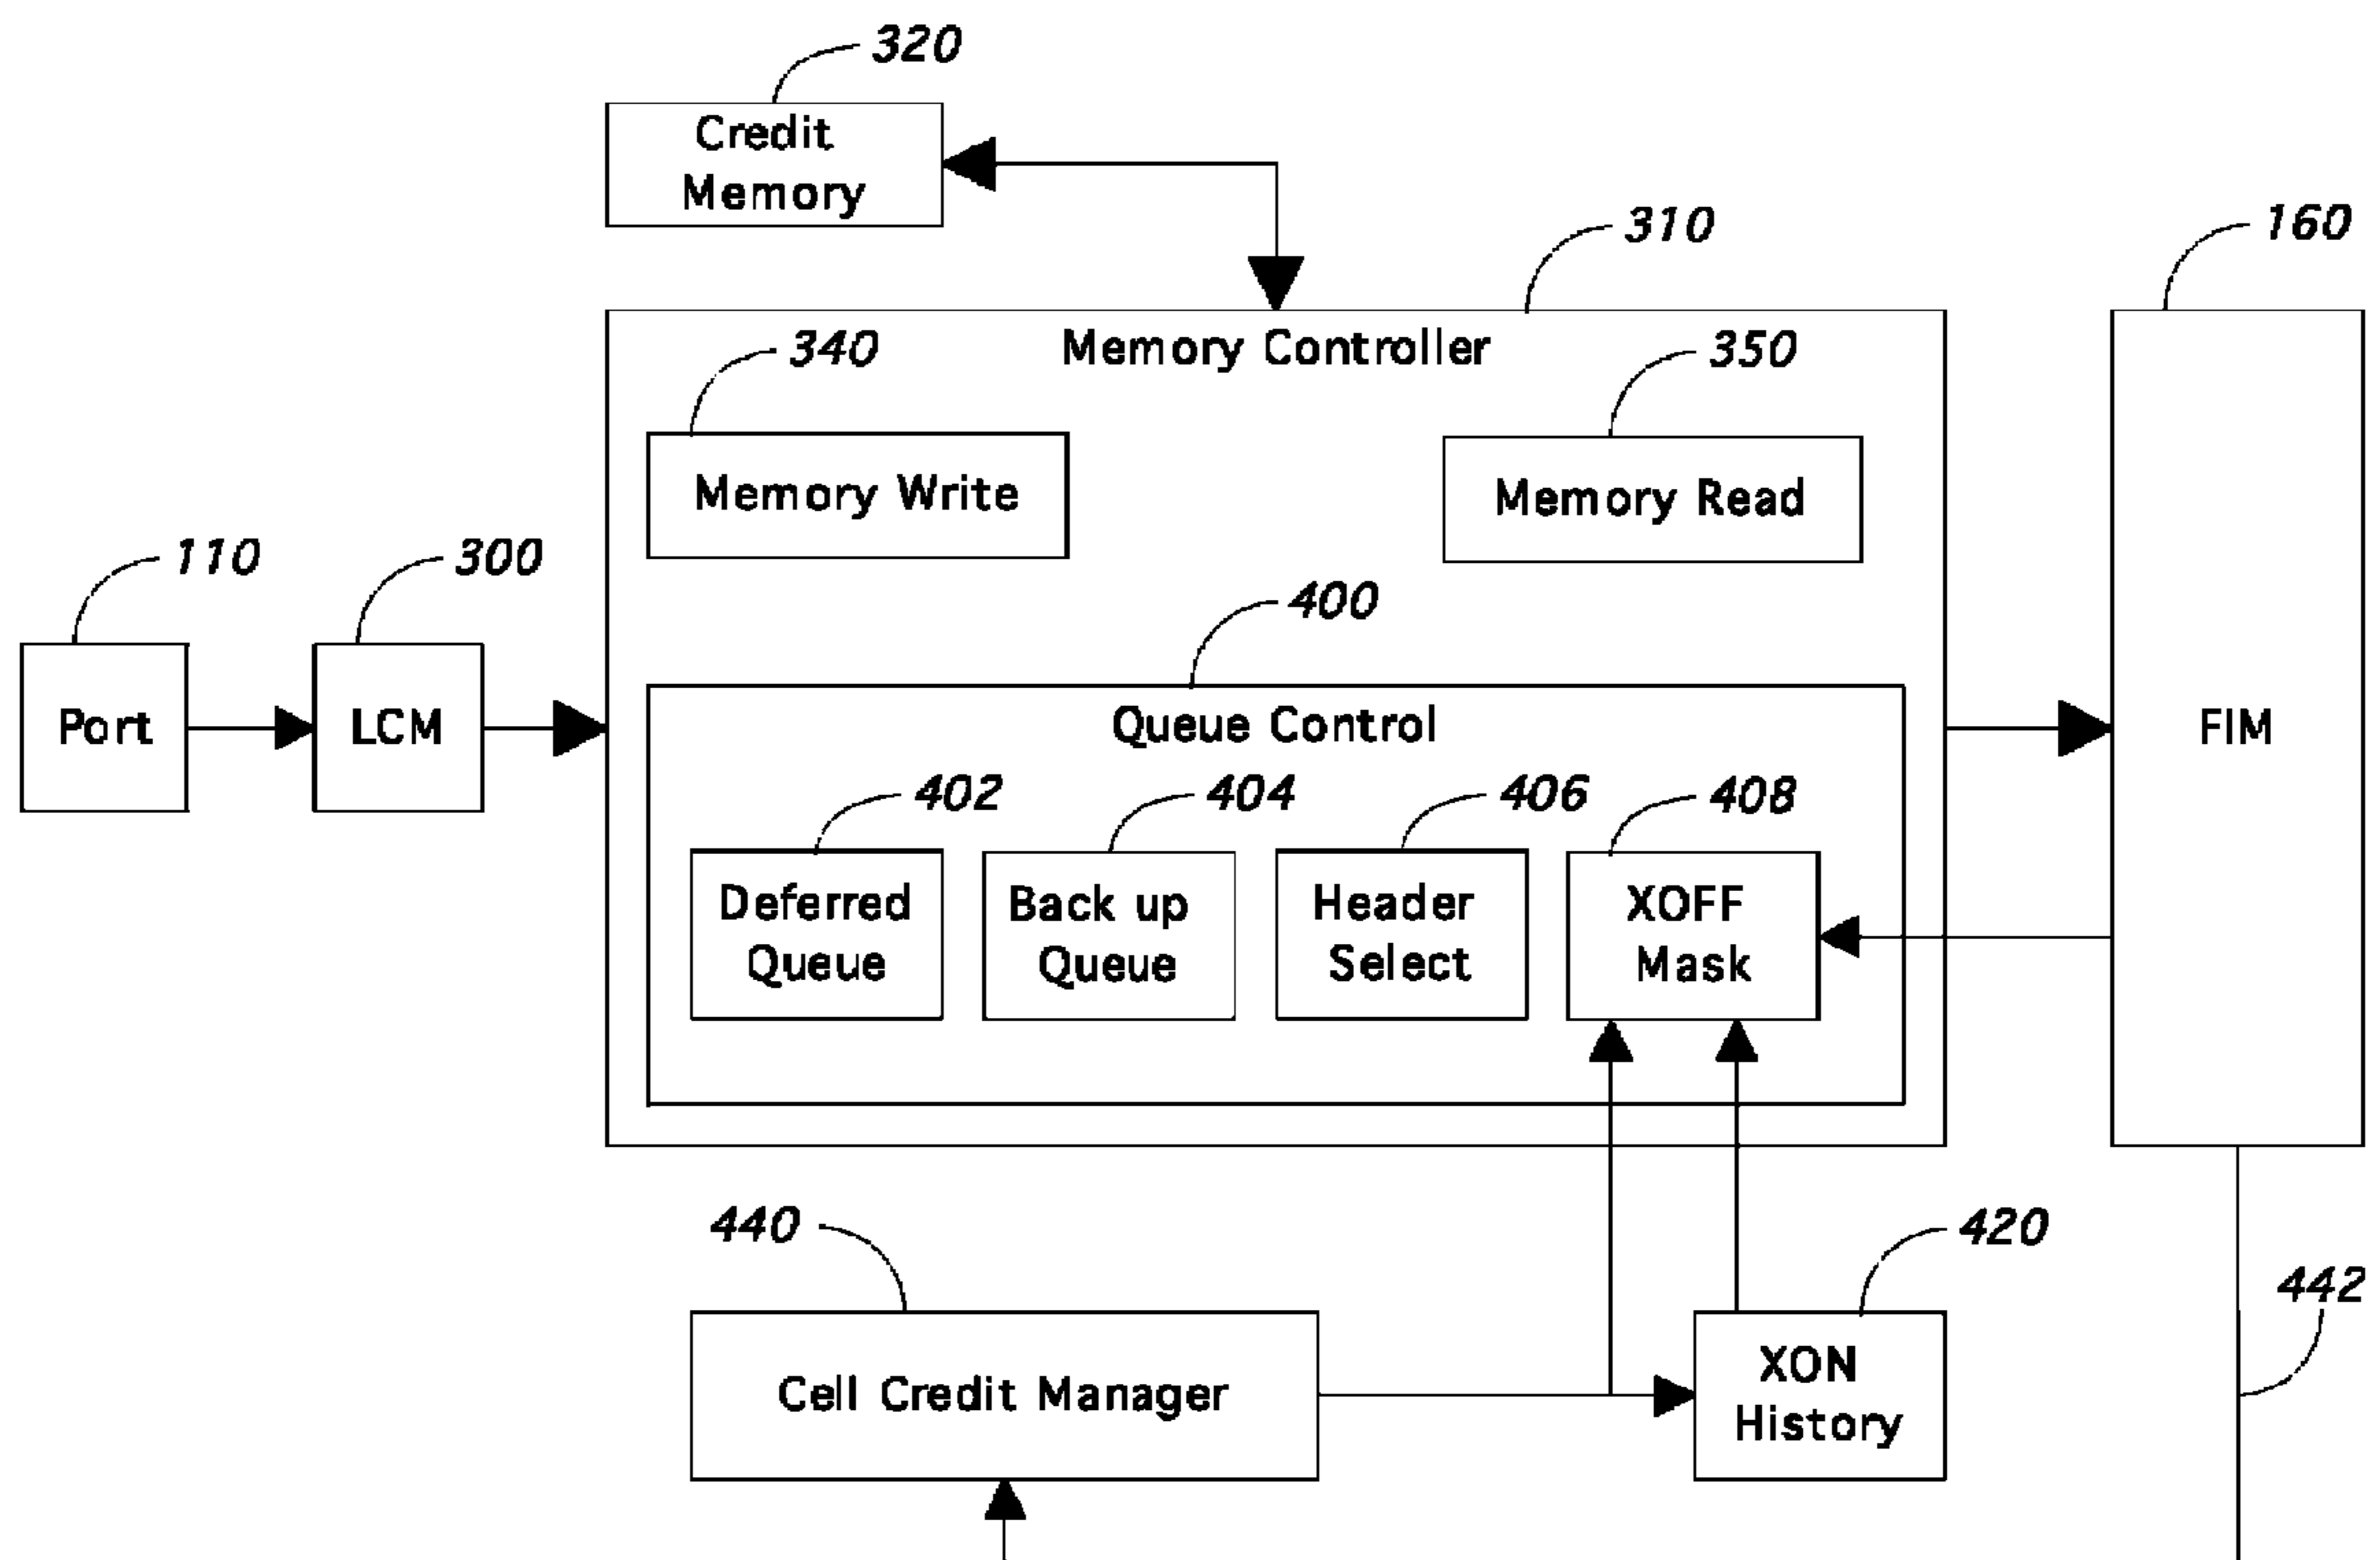 320
Credit
Memory
310
160
Memory Controller
340
350
Memory Write
Memory Read
110
300
400
Port
LCM
Queue Control
FIM
402
404
406
408
Deferred
Queue
Back up
Queue
Header
Select
XOFF
Mask
440
420
442
Cell Credit Manager
XON
History